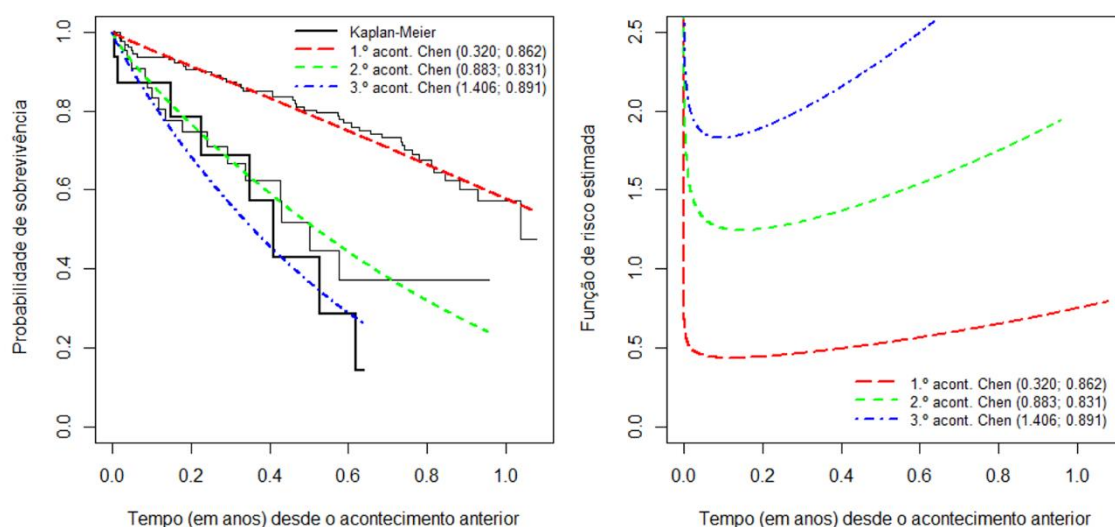 Probabilidade de sobrevivência
1.0
0.8
0.6
0.4
0.2
0.0
Kaplan-Meier
1.º acont. Chen (0.320; 0.862)
2.º acont. Chen (0.883; 0.831)
3.º acont. Chen (1.406; 0.891)
0.0 0.2 0.4 0.6 0.8 1.0
Tempo (em anos) desde o acontecimento anterior
Função de risco estimada
2.5
2.0
1.5
1.0
0.5
0.0
1.º acont. Chen (0.320; 0.862)
2.º acont. Chen (0.883; 0.831)
3.º acont. Chen (1.406; 0.891)
0.0 0.2 0.4 0.6 0.8 1.0
Tempo (em anos) desde o acontecimento anterior